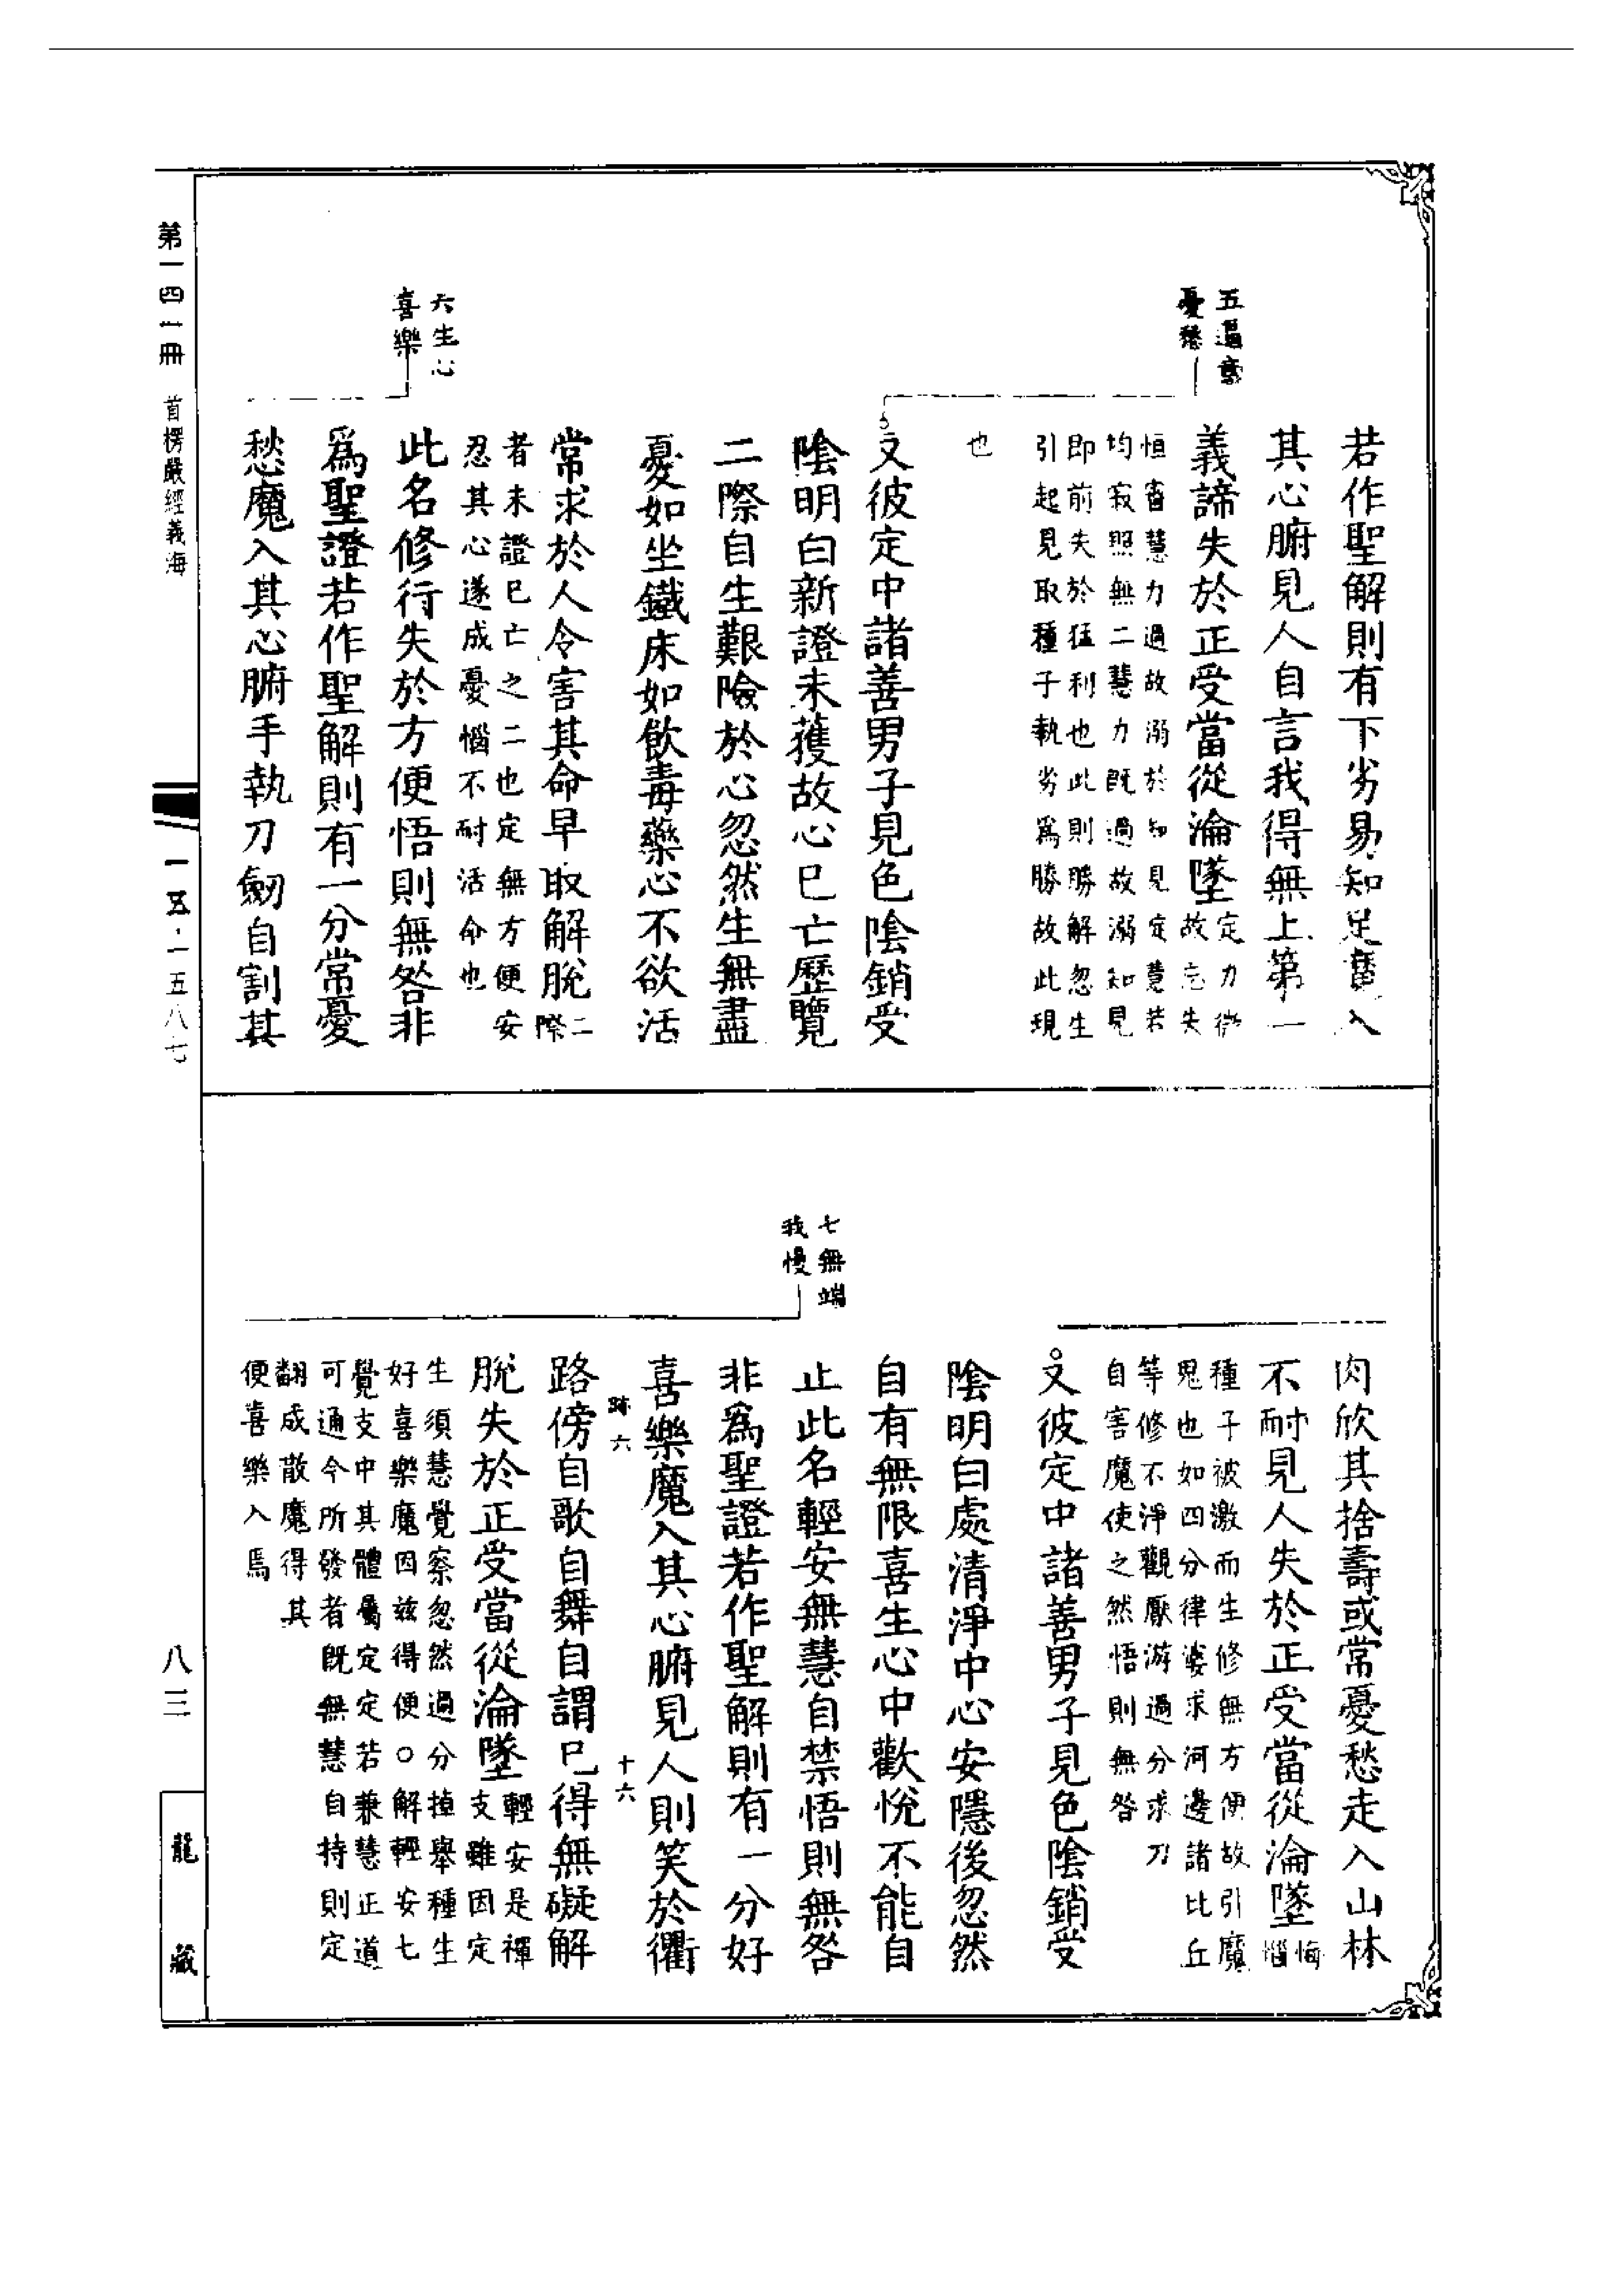 五逼意
憂愁
若作聖解則有下劣易知足魔入
其心腑見人自言我得無上第一
義諦失於正受當從淪墜
定力微
故忘失
恒審慧力過故溺於知見定慧若
均寂照無二慧力既過故溺知見
即前失於猛利也此則勝解忽生
引起見取種子執劣為勝故此現
也
又彼定中諸善男子見色陰銷受
陰明白新證未獲故心已亡歷覽
二際自生艱險於心忽然生無盡
憂如坐鐵床如飲毒藥心不欲活
常求於人令害其命早取解脫
二
際
者未證已亡之二也定無方便安
忍其心遂成憂惱不耐活命也
六生心
喜樂
此名修行失於方便悟則無咎非
爲聖證若作聖解則有一分常憂
愁魔入其心腑手執刀劒自割其
肉欣其捨壽或常憂愁走入山林
不耐見人失於正受當從淪墜
悔
惱
種子被激而生修無方便故引魔
鬼也如四分律婆求河邊諸比丘
等修不淨觀厭游過分求刀
自害魔使之然悟則無咎
○又彼定中諸善男子見色陰銷受
陰明白處清淨中心安隱後忽然
自有無限喜生心中歡悅不能自
七無端
我慢
止此名輕安無慧自禁悟則無咎
非爲聖證若作聖解則有一分好
喜樂魔入其心腑見人則笑於衢
跡六 十六
路傍自歌自舞自謂已得無礙解
脫失於正受當從淪墜
輕安是禪
支雖因定
生須慧覺察忽然過分掉舉種生
好喜樂魔因茲得便○解輕安七
覺支中其體屬定定若兼慧正道
可通今所發者既無慧自持則定
翻成散魔得其
便喜樂入焉
第一四一冊 首楞嚴經義海
一五·一五八七
八三
龍藏